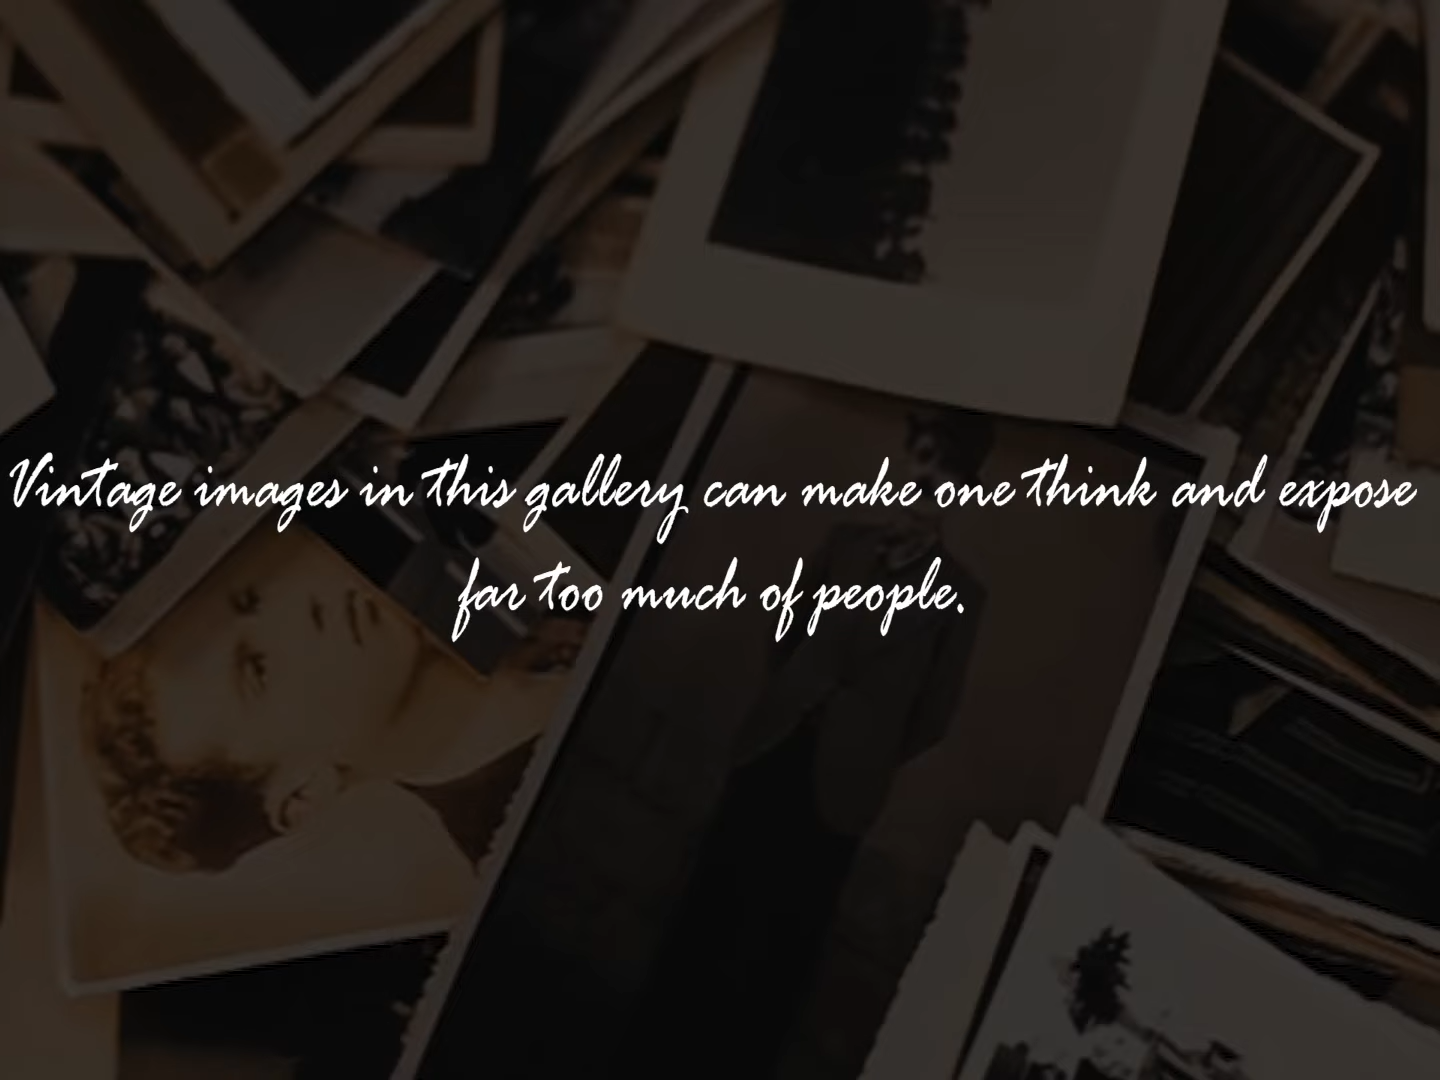 Vintage images in this gallery can make one think and expose
far too much of people.